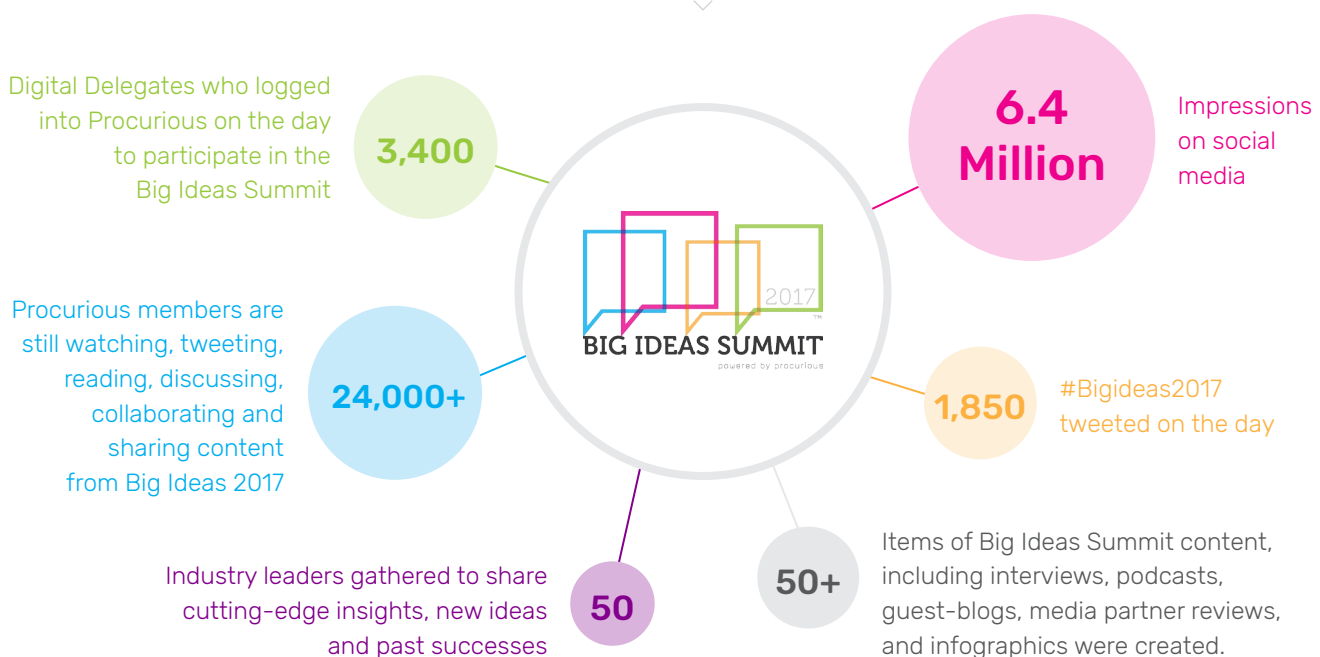 Digital Delegates who logged
into Procurious on the day
to participate in the
Big Ideas Summit
3,400
6.4
Million
Impressions
on social
media
2017
TM
BIG IDEAS SUMMIT
powered by procurious
Procurious members are
still watching, tweeting,
reading, discussing,
collaborating and
sharing content
from Big Ideas 2017
24,000+
1,850
#Bigideas2017
tweeted on the day
Industry leaders gathered to share
cutting-edge insights, new ideas
and past successes
50
50+
Items of Big Ideas Summit content,
including interviews, podcasts,
guest-blogs, media partner reviews,
and infographics were created.